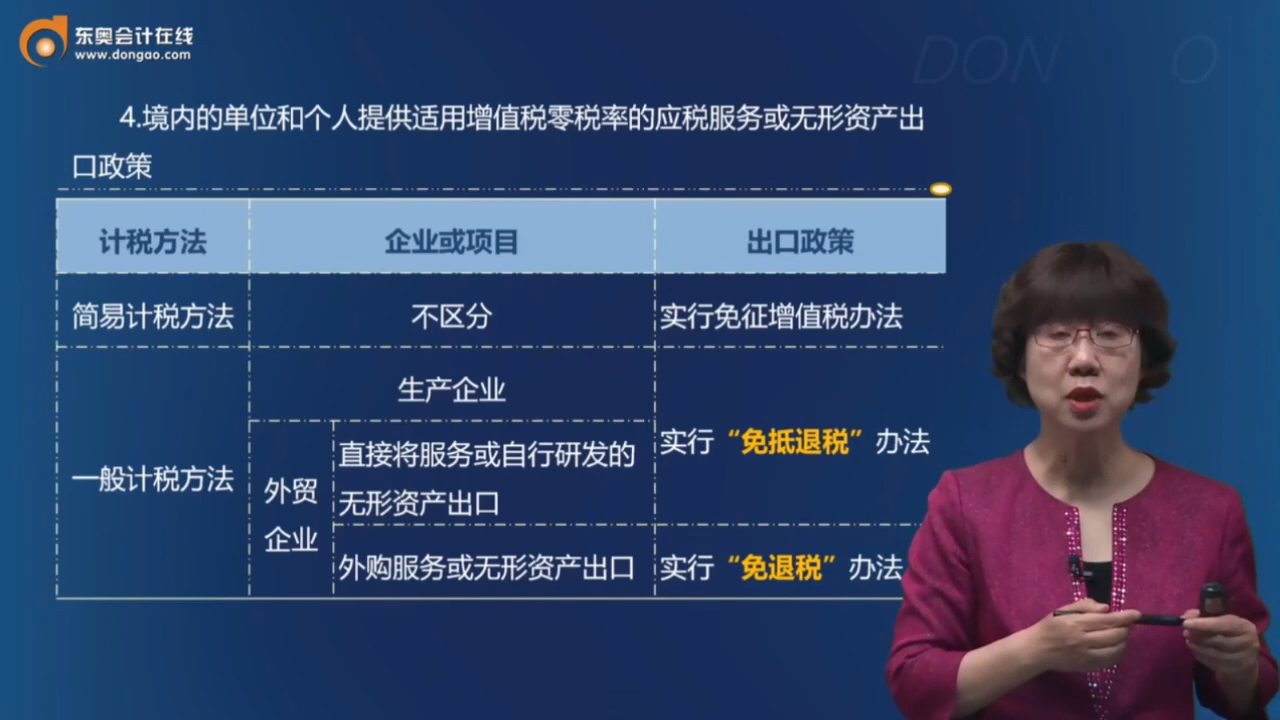 东奥会计在线
www.dongao.com
DON O
4.境内的单位和个人提供适用增值税零税率的应税服务或无形资产出
口政策
计税方法 企业或项目 出口政策
简易计税方法 不区分 实行免征增值税办法
生产企业
一般计税方法 外贸企业 直接将服务或自行研发的
无形资产出口
实行“免抵退税”办法
外购服务或无形资产出口 实行“免退税”办法